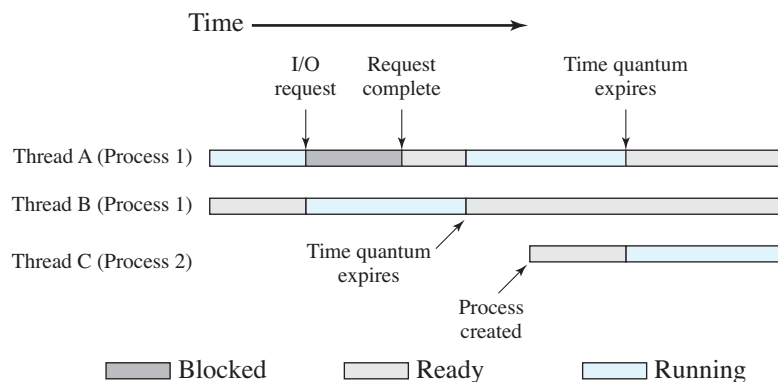 Time
I/O
request
Request
complete
Time quantum
expires
Thread A (Process 1)
Thread B (Process 1)
Thread C (Process 2)
Time quantum
expires
Process
created
Blocked
Ready
Running